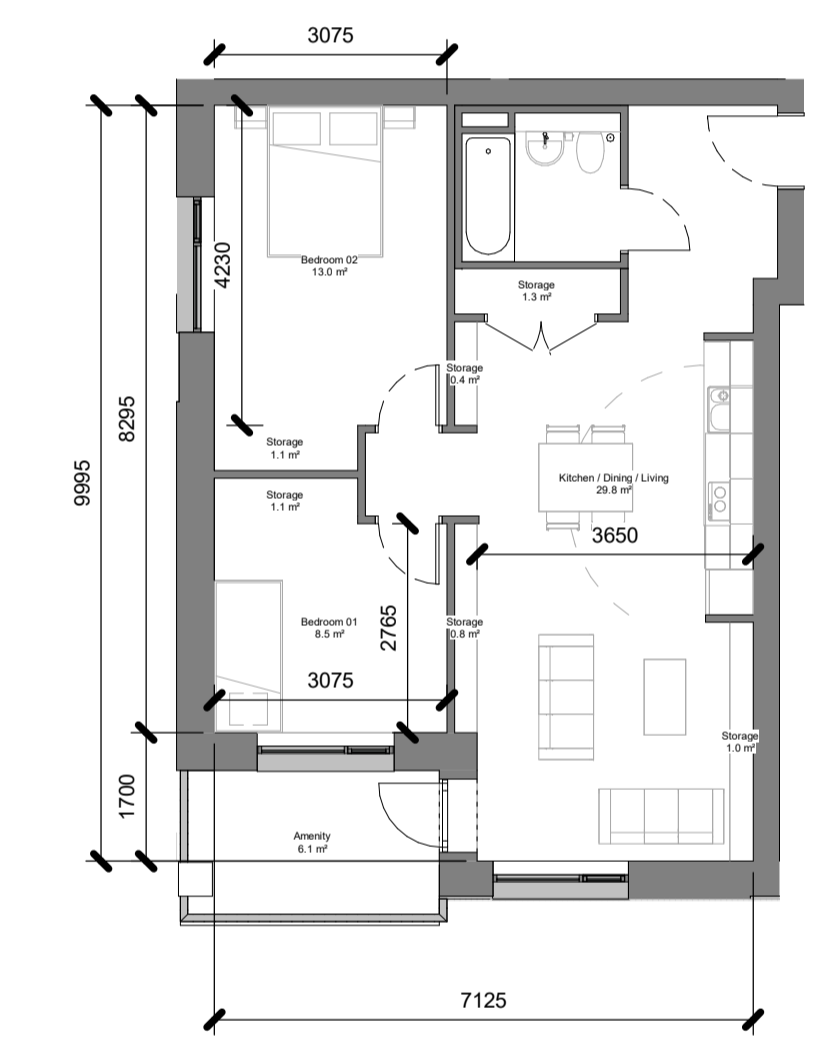 3075
Bedroom 02
13.0 m²
4230
Storage
1.3 m²
Storage
0.4 m²
8295
9995
Storage
1.1 m²
Storage
1.1 m²
Kitchen / Dining / Living
29.8 m²
3650
Bedroom 01
8.5 m²
2765
Storage
0.8 m²
3075
Storage
1.0 m²
1700
Amenity
6.1 m²
7125